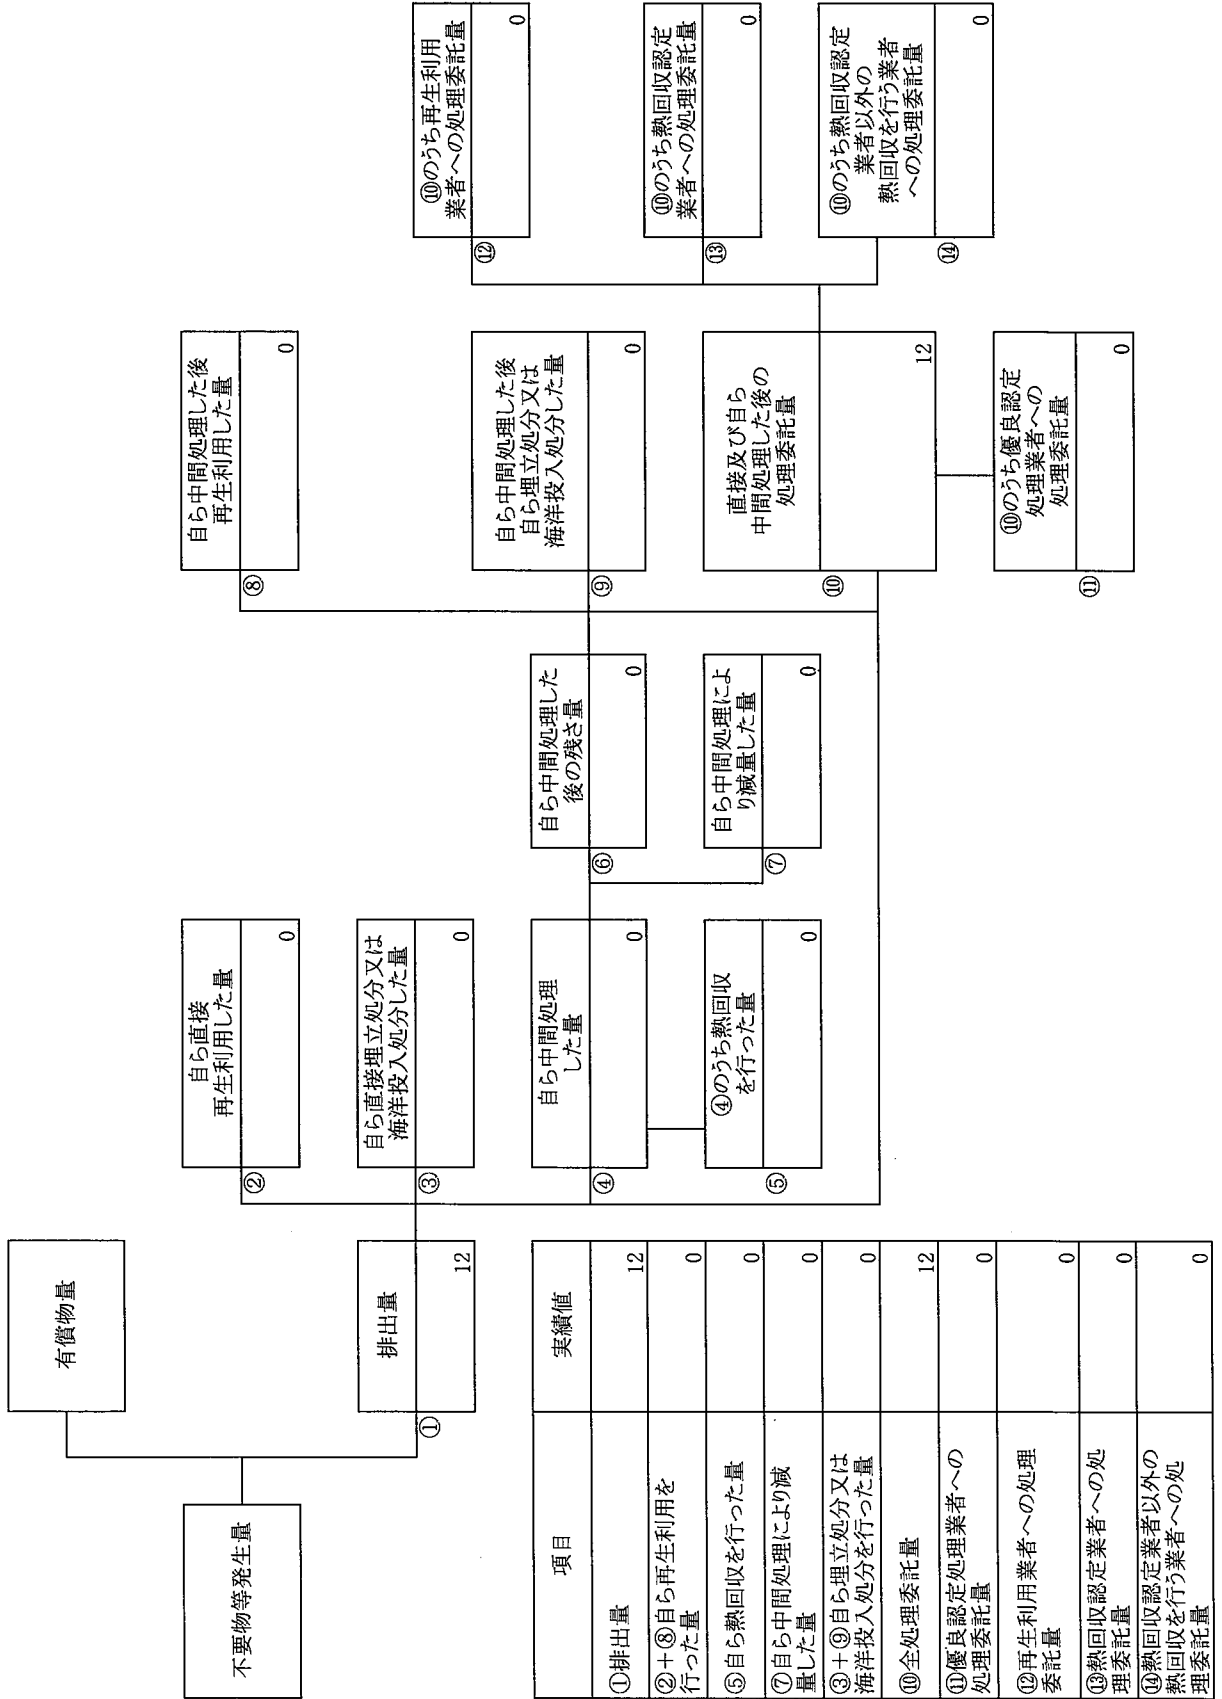 不要物等発生量
有償物量
①
排出量
12
②
自ら直接
再生利用した量
0
③
自ら直接埋立処分又は
海洋投入処分した量
0
④
自ら中間処理
した量
0
⑤
④のうち熱回収
を行った量
0
⑥
自ら中間処理した
後の残さ量
0
⑦
自ら中間処理によ
り減量した量
0
⑧
自ら中間処理した後
再生利用した量
0
⑨
自ら中間処理した後
自ら埋立処分又は
海洋投入処分した量
0
⑩
直接及び自ら
中間処理した後の
処理委託量
12
⑪
⑩のうち優良認定
処理業者への
処理委託量
0
⑫
⑩のうち再生利用
業者への処理委託量
0
⑬
⑩のうち熱回収認定
業者への処理委託量
0
⑭
⑩のうち熱回収認定
業者以外の
熱回収を行う業者
への処理委託量
0
項目 実績値
①排出量 12
②+⑧自ら再生利用を
行った量 0
⑤自ら熱回収を行った量 0
⑦自ら中間処理により減
量した量 0
③+⑨自ら埋立処分又は
海洋投入処分を行った量 0
⑩全処理委託量 12
⑪優良認定処理業者への
処理委託量 0
⑫再生利用業者への処理
委託量 0
⑬熱回収認定業者への処
理委託量 0
⑭熱回収認定業者以外の
熱回収を行う業者への処
理委託量 0